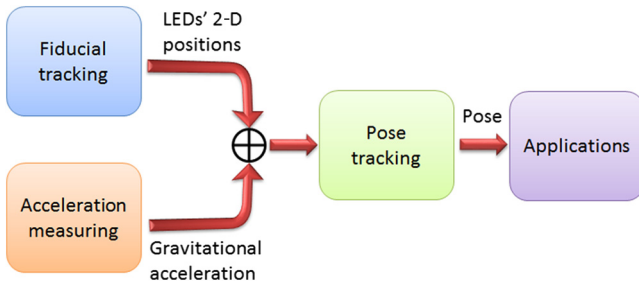 LEDs' 2-D
positions
Fiducial
tracking
Pose
tracking
Pose
Applications
Acceleration
measuring
Gravitational
acceleration